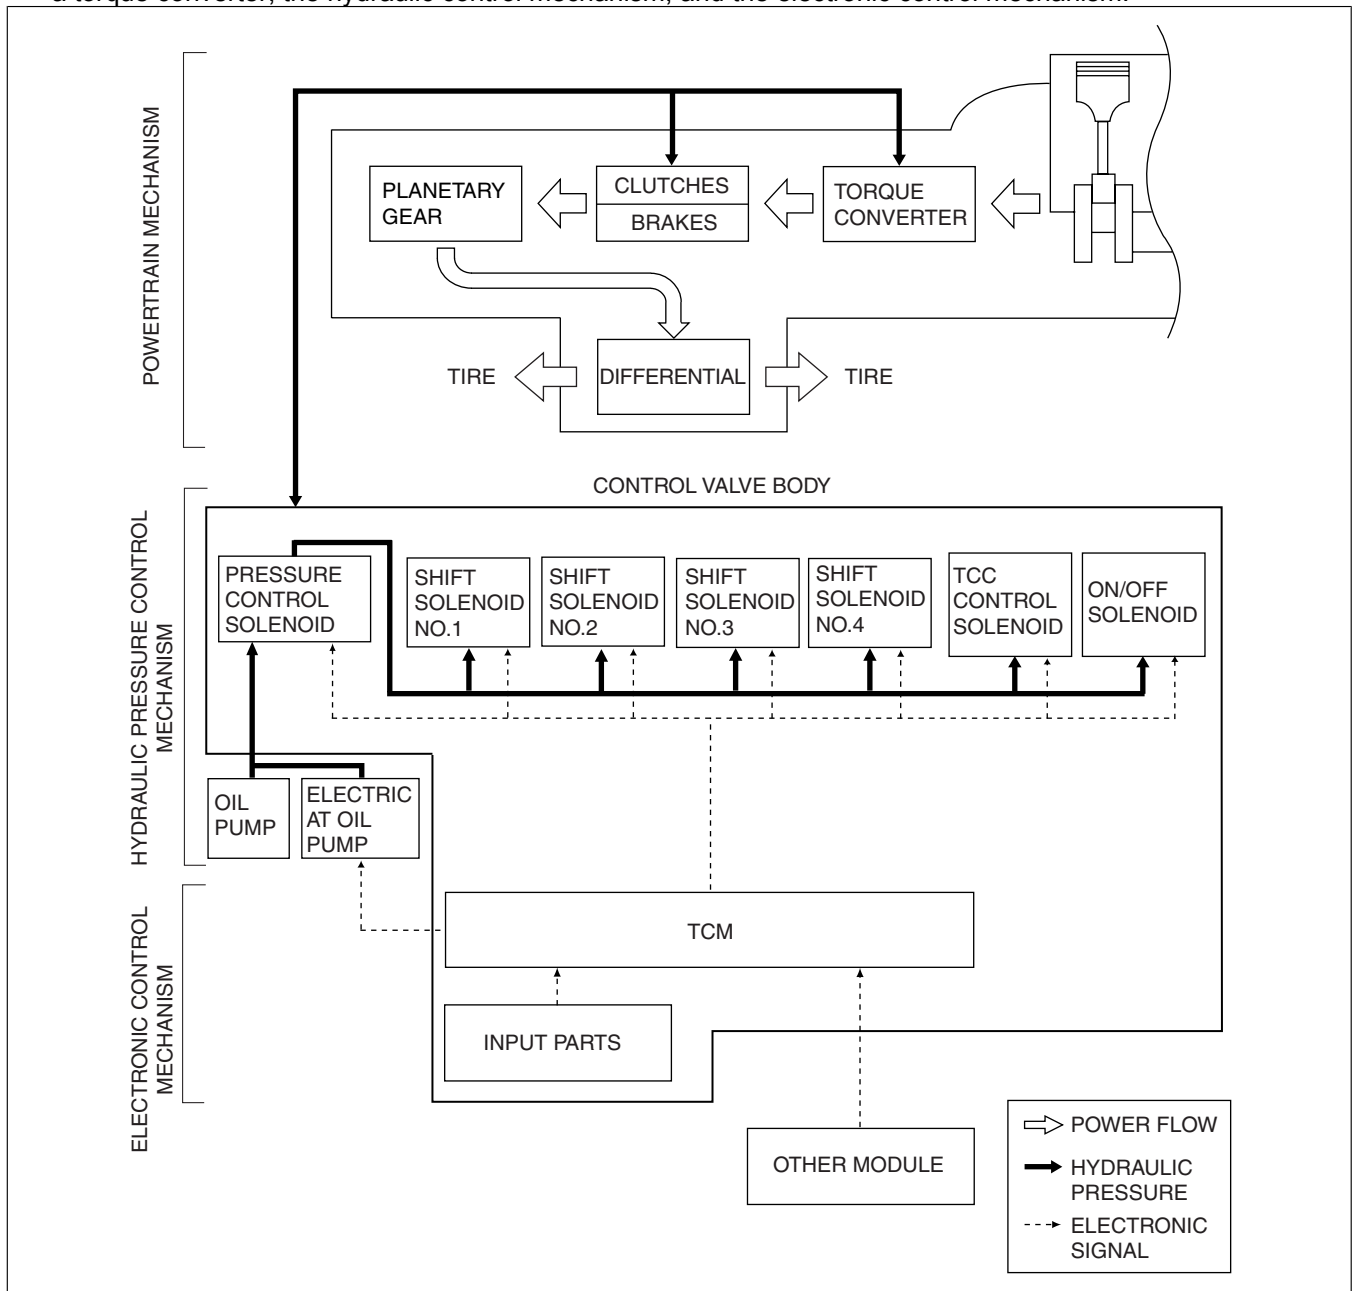 a torque converter, the hydraulic control mechanism, and the electronic control mechanism.
POWERTRAIN MECHANISM
PLANETARY
GEAR
CLUTCHES
BRAKES
TORQUE
CONVERTER
TIRE
DIFFERENTIAL
TIRE
HYDRAULIC PRESSURE CONTROL
MECHANISM
CONTROL VALVE BODY
PRESSURE
CONTROL
SOLENOID
SHIFT
SOLENOID
NO.1
SHIFT
SOLENOID
NO.2
SHIFT
SOLENOID
NO.3
SHIFT
SOLENOID
NO.4
TCC
CONTROL
SOLENOID
ON/OFF
SOLENOID
OIL
PUMP
ELECTRIC
AT OIL
PUMP
ELECTRONIC CONTROL
MECHANISM
TCM
INPUT PARTS
OTHER MODULE
POWER FLOW
HYDRAULIC
PRESSURE
ELECTRONIC
SIGNAL